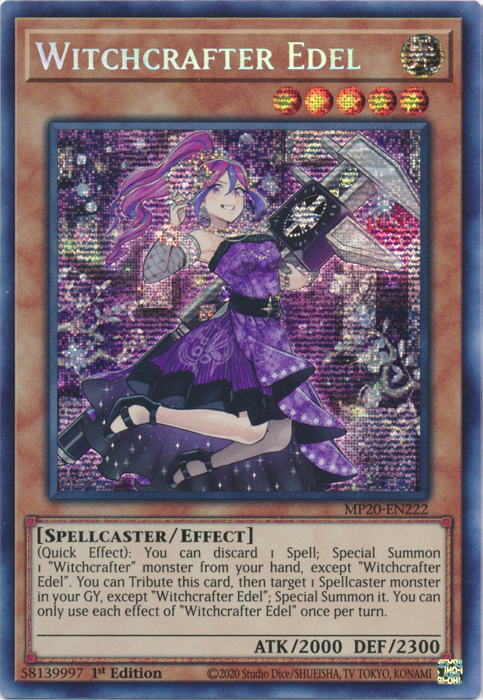 WITCHCRAFTER EDEL
MP20-EN222
[SPELLCASTER/EFFECT]
(Quick Effect): You can discard 1 Spell; Special Summon
1 "Witchcrafter" monster from your hand, except "Witchcrafter
Edel". You can Tribute this card, then target 1 Spellcaster monster
in your GY, except "Witchcrafter Edel"; Special Summon it. You can
only use each effect of "Witchcrafter Edel" once per turn.
ATK/2000 DEF/2300
58139997 1st Edition ©2020 Studio Dice/SHUEISHA, TV TOKYO, KONAMI